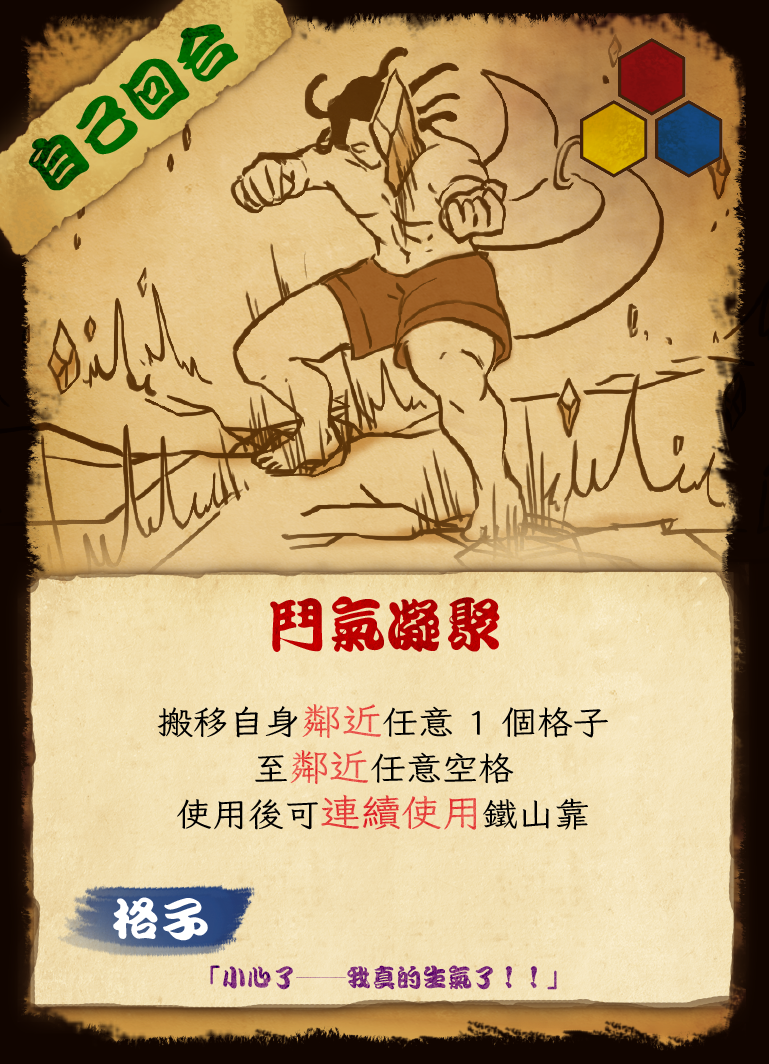 自己回合
鬥氣凝聚
搬移自身鄰近任意 1 個格子
至鄰近任意空格
使用後可連續使用鐵山靠
格子
「小心了──我真的生氣了！！」